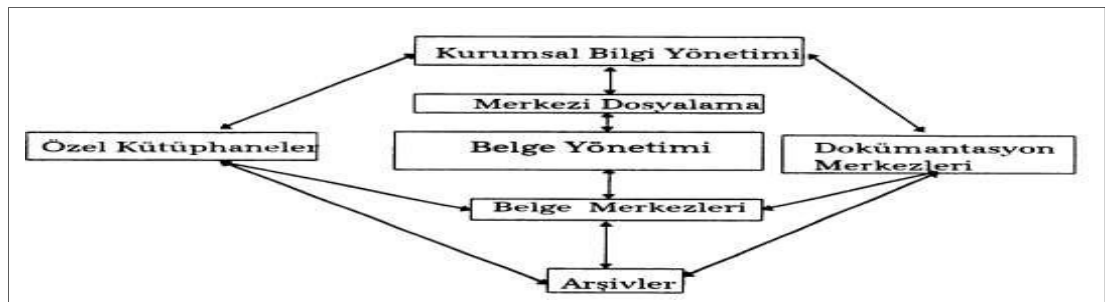 Kurumsal Bilgi Yönetimi
Merkezi Dosyalama
Özel Kütüphaneler
Belge Yönetimi
Dokümantasyon
Merkezleri
Belge Merkezleri
Arşivler